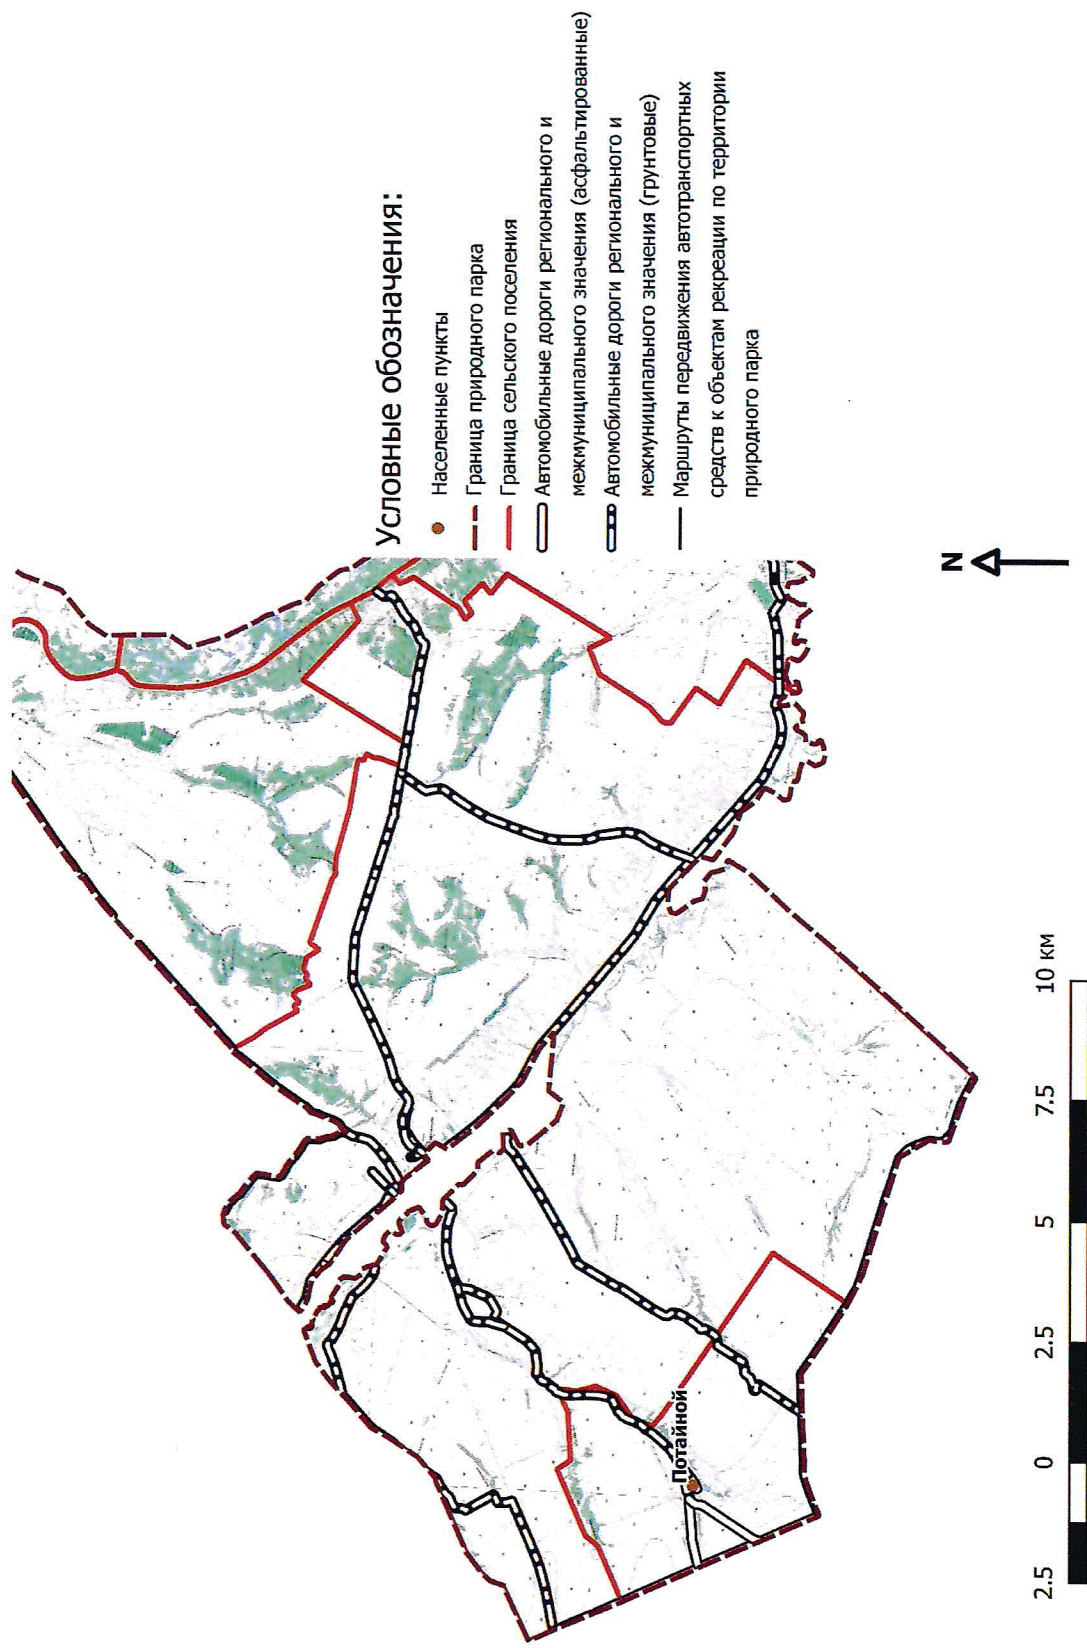 Условные обозначения:
Населенные пункты
Граница природного парка
Граница сельского поселения
Автомобильные дороги регионального и
межмуниципального значения (асфальтированные)
Автомобильные дороги регионального и
межмуниципального значения (грунтовые)
Маршруты передвижения автотранспортных
средств к объектам рекреации по территории
природного парка
Потайной
N
2.5 0 2.5 5 7.5 10 км